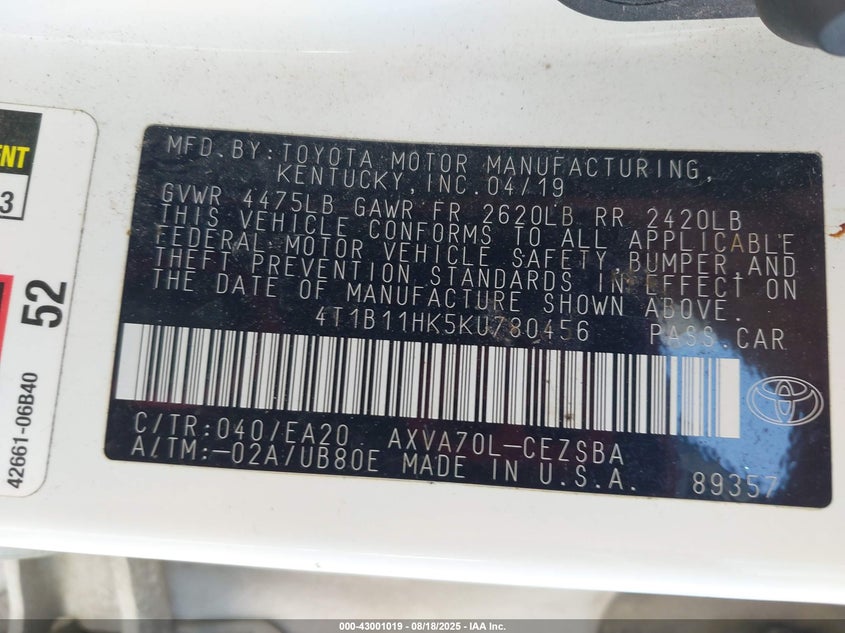 ENT
3
52
42661-06B40
MFD.BY:TOYOTA MOTOR MANUFACTURING,
KENTUCKY,INC.04/19
GVWR 4475LB GAWR FR 2620LB RR 2420LB
THIS VEHICLE CONFORMS TO ALL APPLICABLE
FEDERAL MOTOR VEHICLE SAFETY BUMPER,AND
THEFT PREVENTION STANDARDS IN EFFECT ON
THE DATE OF MANUFACTURE SHOWN ABOVE.
4T1B11HK5KU780456 PASS.CAR
C/TR:040/EA20 AXVA70L-CEZSBA
A/TM:-02A/UB80E MADE IN U.S.A. 89357
000-43001019 | 08/18/2025 - IAA Inc.